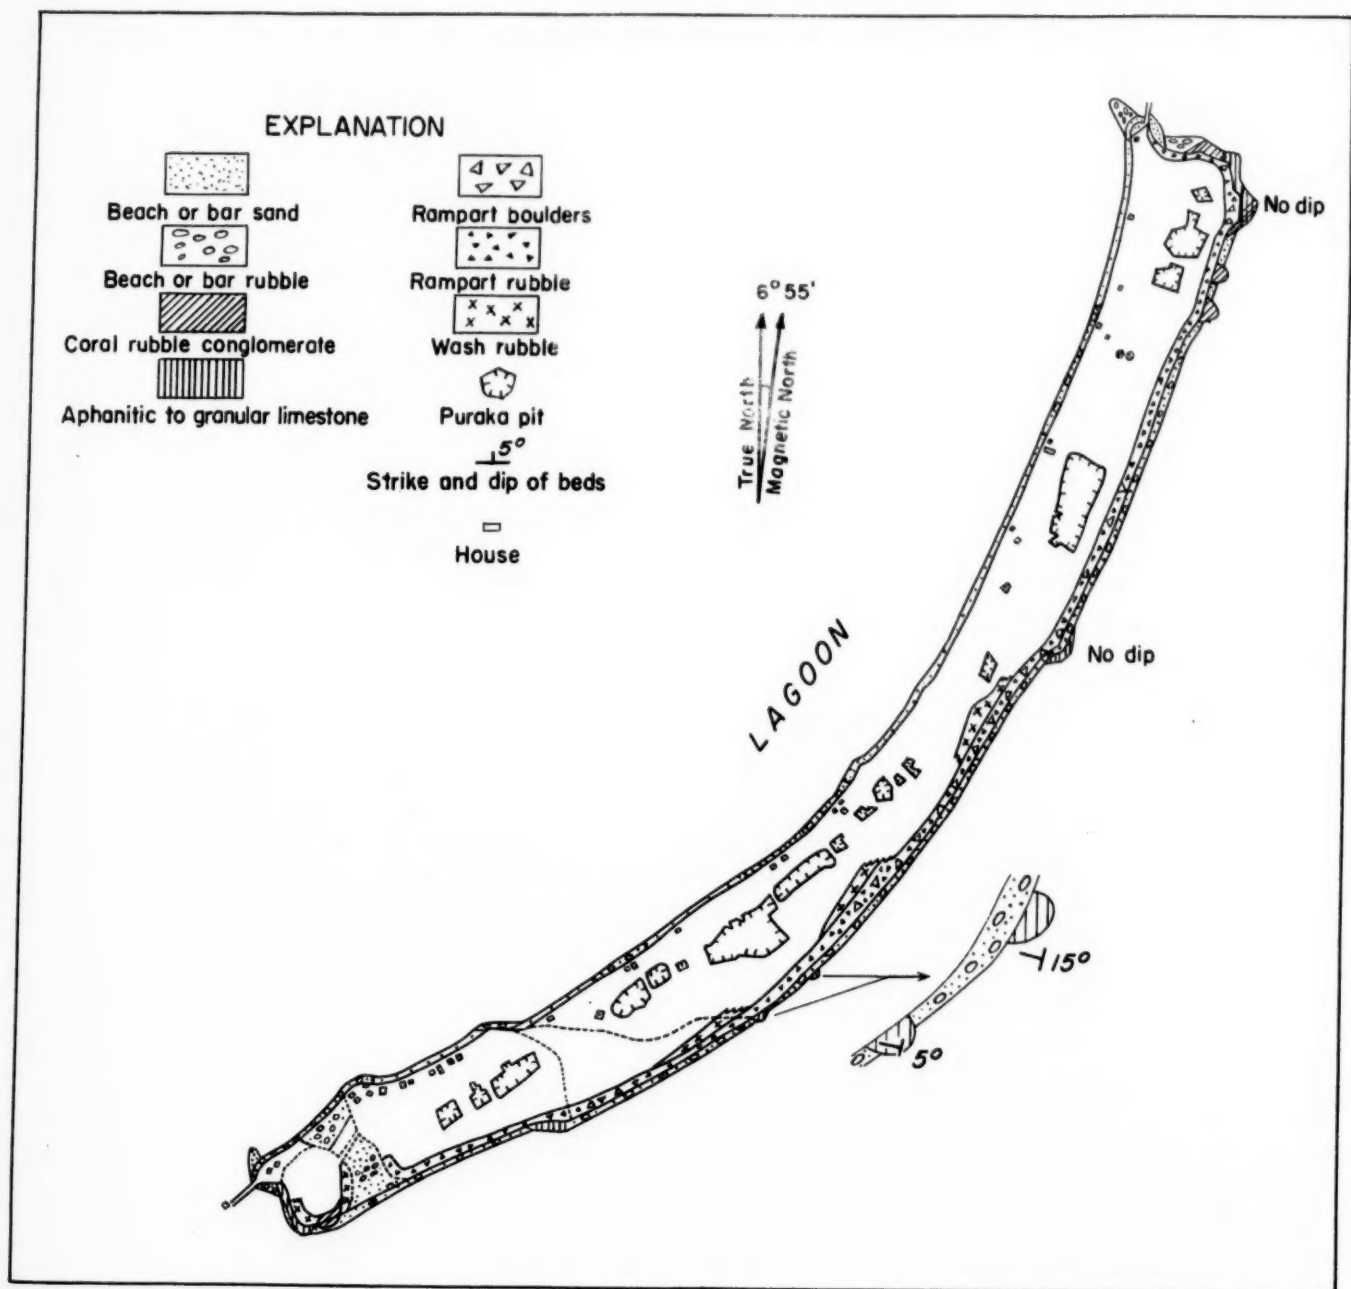 EXPLANATION
Beach or bar sand
Beach or bar rubble
Coral rubble conglomerate
Aphanitic to granular limestone
Rampart boulders
Rampart rubble
Wash rubble
Puraka pit
5°
Strike and dip of beds
House
6° 55'
True North
Magnetic North
LAGOON
No dip
No dip
15°
5°